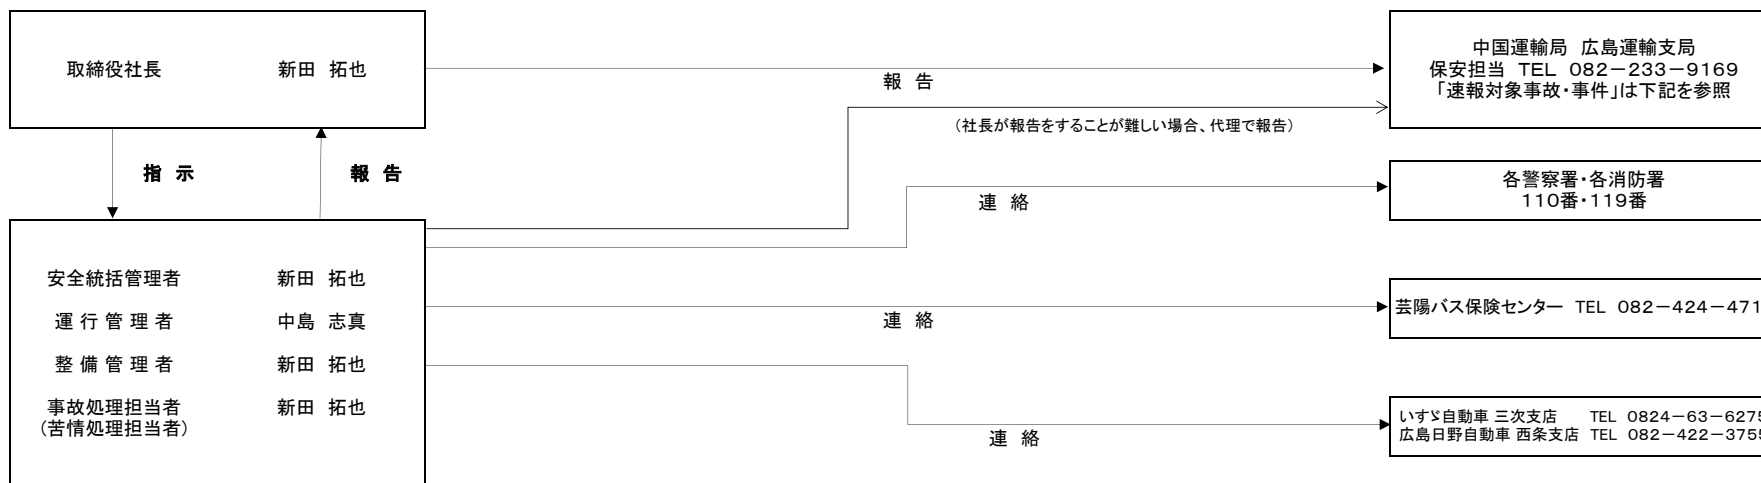 取締役社長 新田 拓也
中国運輸局 広島運輸支局
保安担当 TEL 082－233－9169
「速報対象事故・事件」は下記を参照
報 告
（社長が報告をすることが難しい場合、代理で報告）
指 示
報 告
各警察署・各消防署
110番・119番
連 絡
安全統括管理者 新田 拓也
運 行 管 理 者 中島 志真
整 備 管 理 者 新田 拓也
事故処理担当者 新田 拓也
(苦情処理担当者)
芸陽バス保険センター TEL 082－424－471
連 絡
いすゞ自動車 三次支店 TEL 0824－63－6275
広島日野自動車 西条支店 TEL 082－422－3755
連 絡